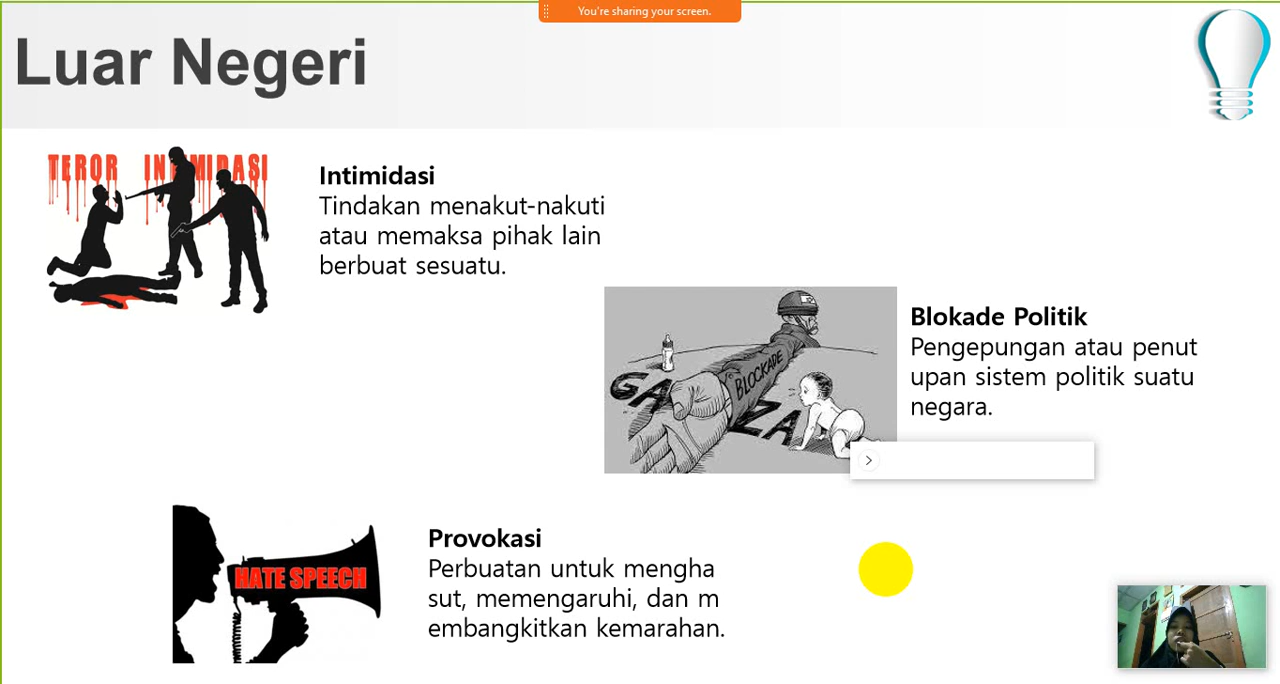 You're sharing your screen.
Luar Negeri
TEROR INTIMIDASI
Intimidasi
Tindakan menakut-nakuti
atau memaksa pihak lain
berbuat sesuatu.
GAZA
BLOCKADE
Blokade Politik
Pengepungan atau penut
upan sistem politik suatu
negara.
HATE SPEECH
Provokasi
Perbuatan untuk mengha
sut, memengaruhi, dan m
embangkitkan kemarahan.